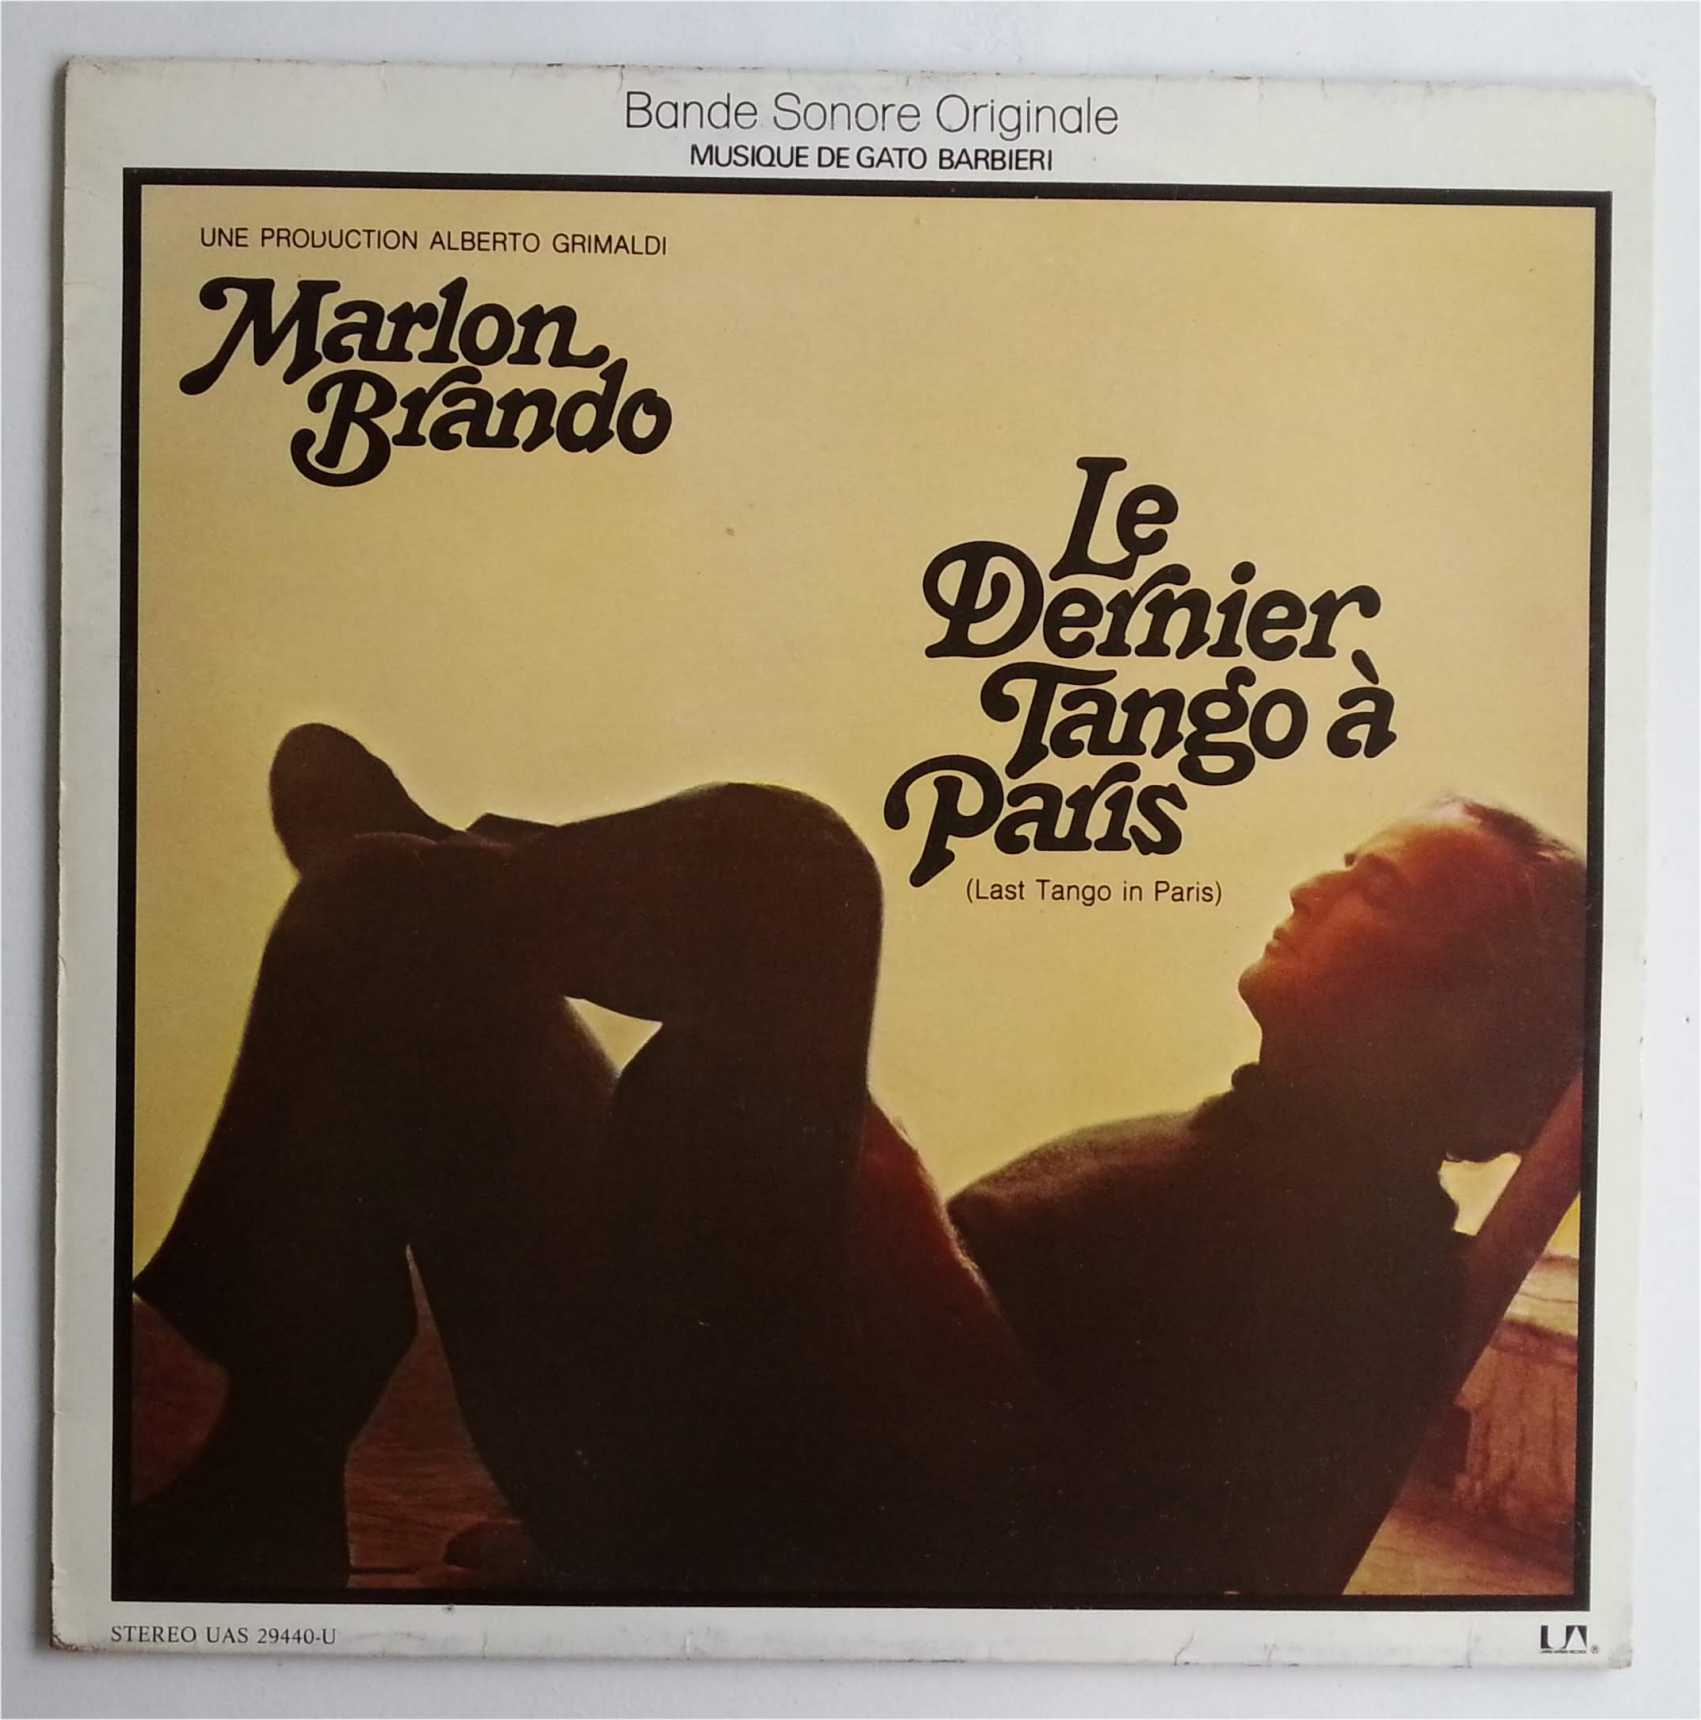 Bande Sonore Originale
MUSIQUE DE GATO BARBIERI
UNE PRODUCTION ALBERTO GRIMALDI
Marlon
Brando
Le
Dernier
Tango à
Paris
(Last Tango in Paris)
STEREO UAS 29440-U
UA